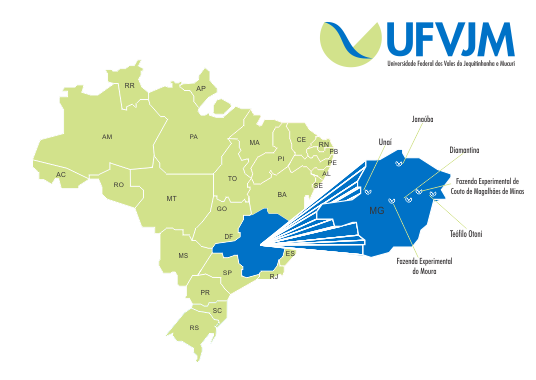 UFVJM
Universidade Federal dos Vales do Jequitinhonha e Mucuri
RR
AP
AM
PA
MA
CE
RN
PB
PE
AL
SE
PI
AC
RO
TO
BA
MT
GO
DF
MS
ES
SP
RJ
PR
SC
RS
Janaúba
Unaí
Diamantina
Fazenda Experimental de
Couto de Magalhães de Minas
MG
Teófilo Otoni
Fazenda Experimental
do Moura